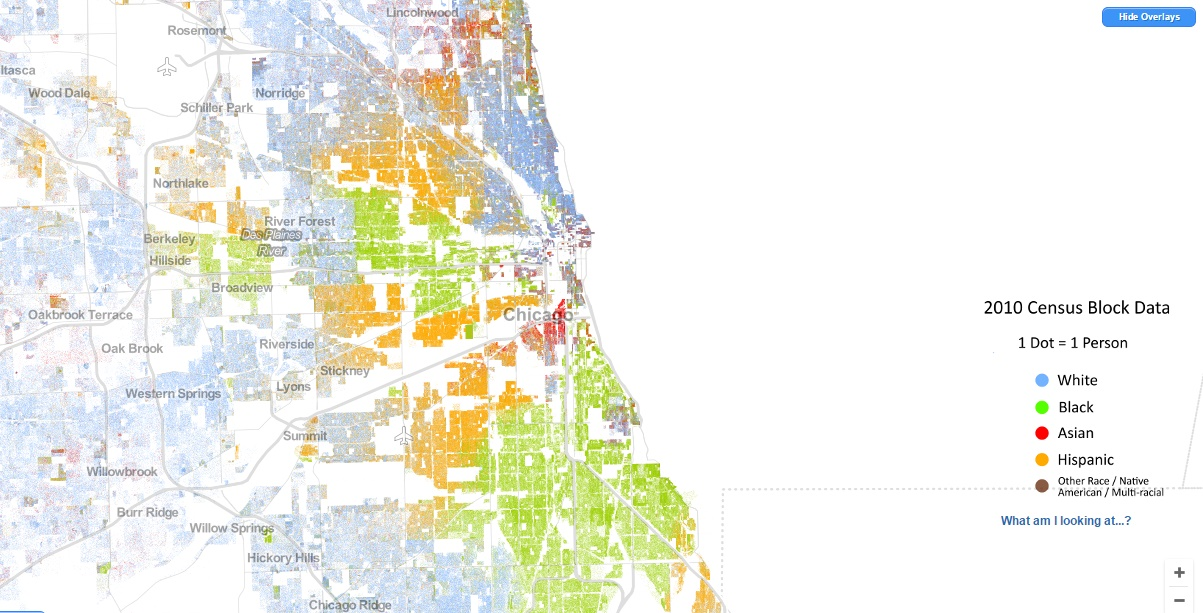 Lincolnwood
Hide Overlays
Rosemont
Itasca
Wood Dale
Norridge
Schiller Park
Northlake
River Forest
Des Plaines
River
Berkeley
Hillside
Broadview
2010 Census Block Data
Oakbrook Terrace
Chicago
1 Dot = 1 Person
Riverside
Oak Brook
Stickney
White
Lyons
Western Springs
Black
Asian
Summit
Hispanic
Willowbrook
Other Race / Native
American / Multi-racial
Burr Ridge
What am I looking at...?
Willow Springs
Hickory Hills
Chicago Ridge
+
−